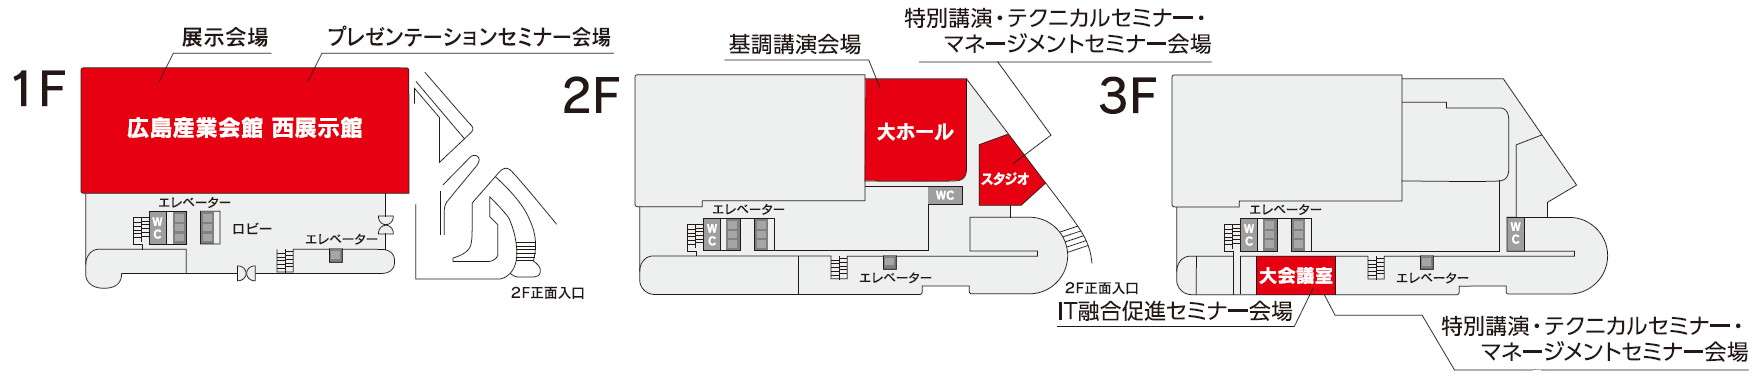 1F
展示会場
プレゼンテーションセミナー会場
広島産業会館 西展示館
エレベーター
WC
ロビー
エレベーター
2F正面入口
2F
基調講演会場
特別講演・テクニカルセミナー・
マネージメントセミナー会場
大ホール
スタジオ
WC
エレベーター
WC
エレベーター
2F正面入口
3F
エレベーター
WC
WC
大会議室
エレベーター
IT融合促進セミナー会場
特別講演・テクニカルセミナー・
マネージメントセミナー会場